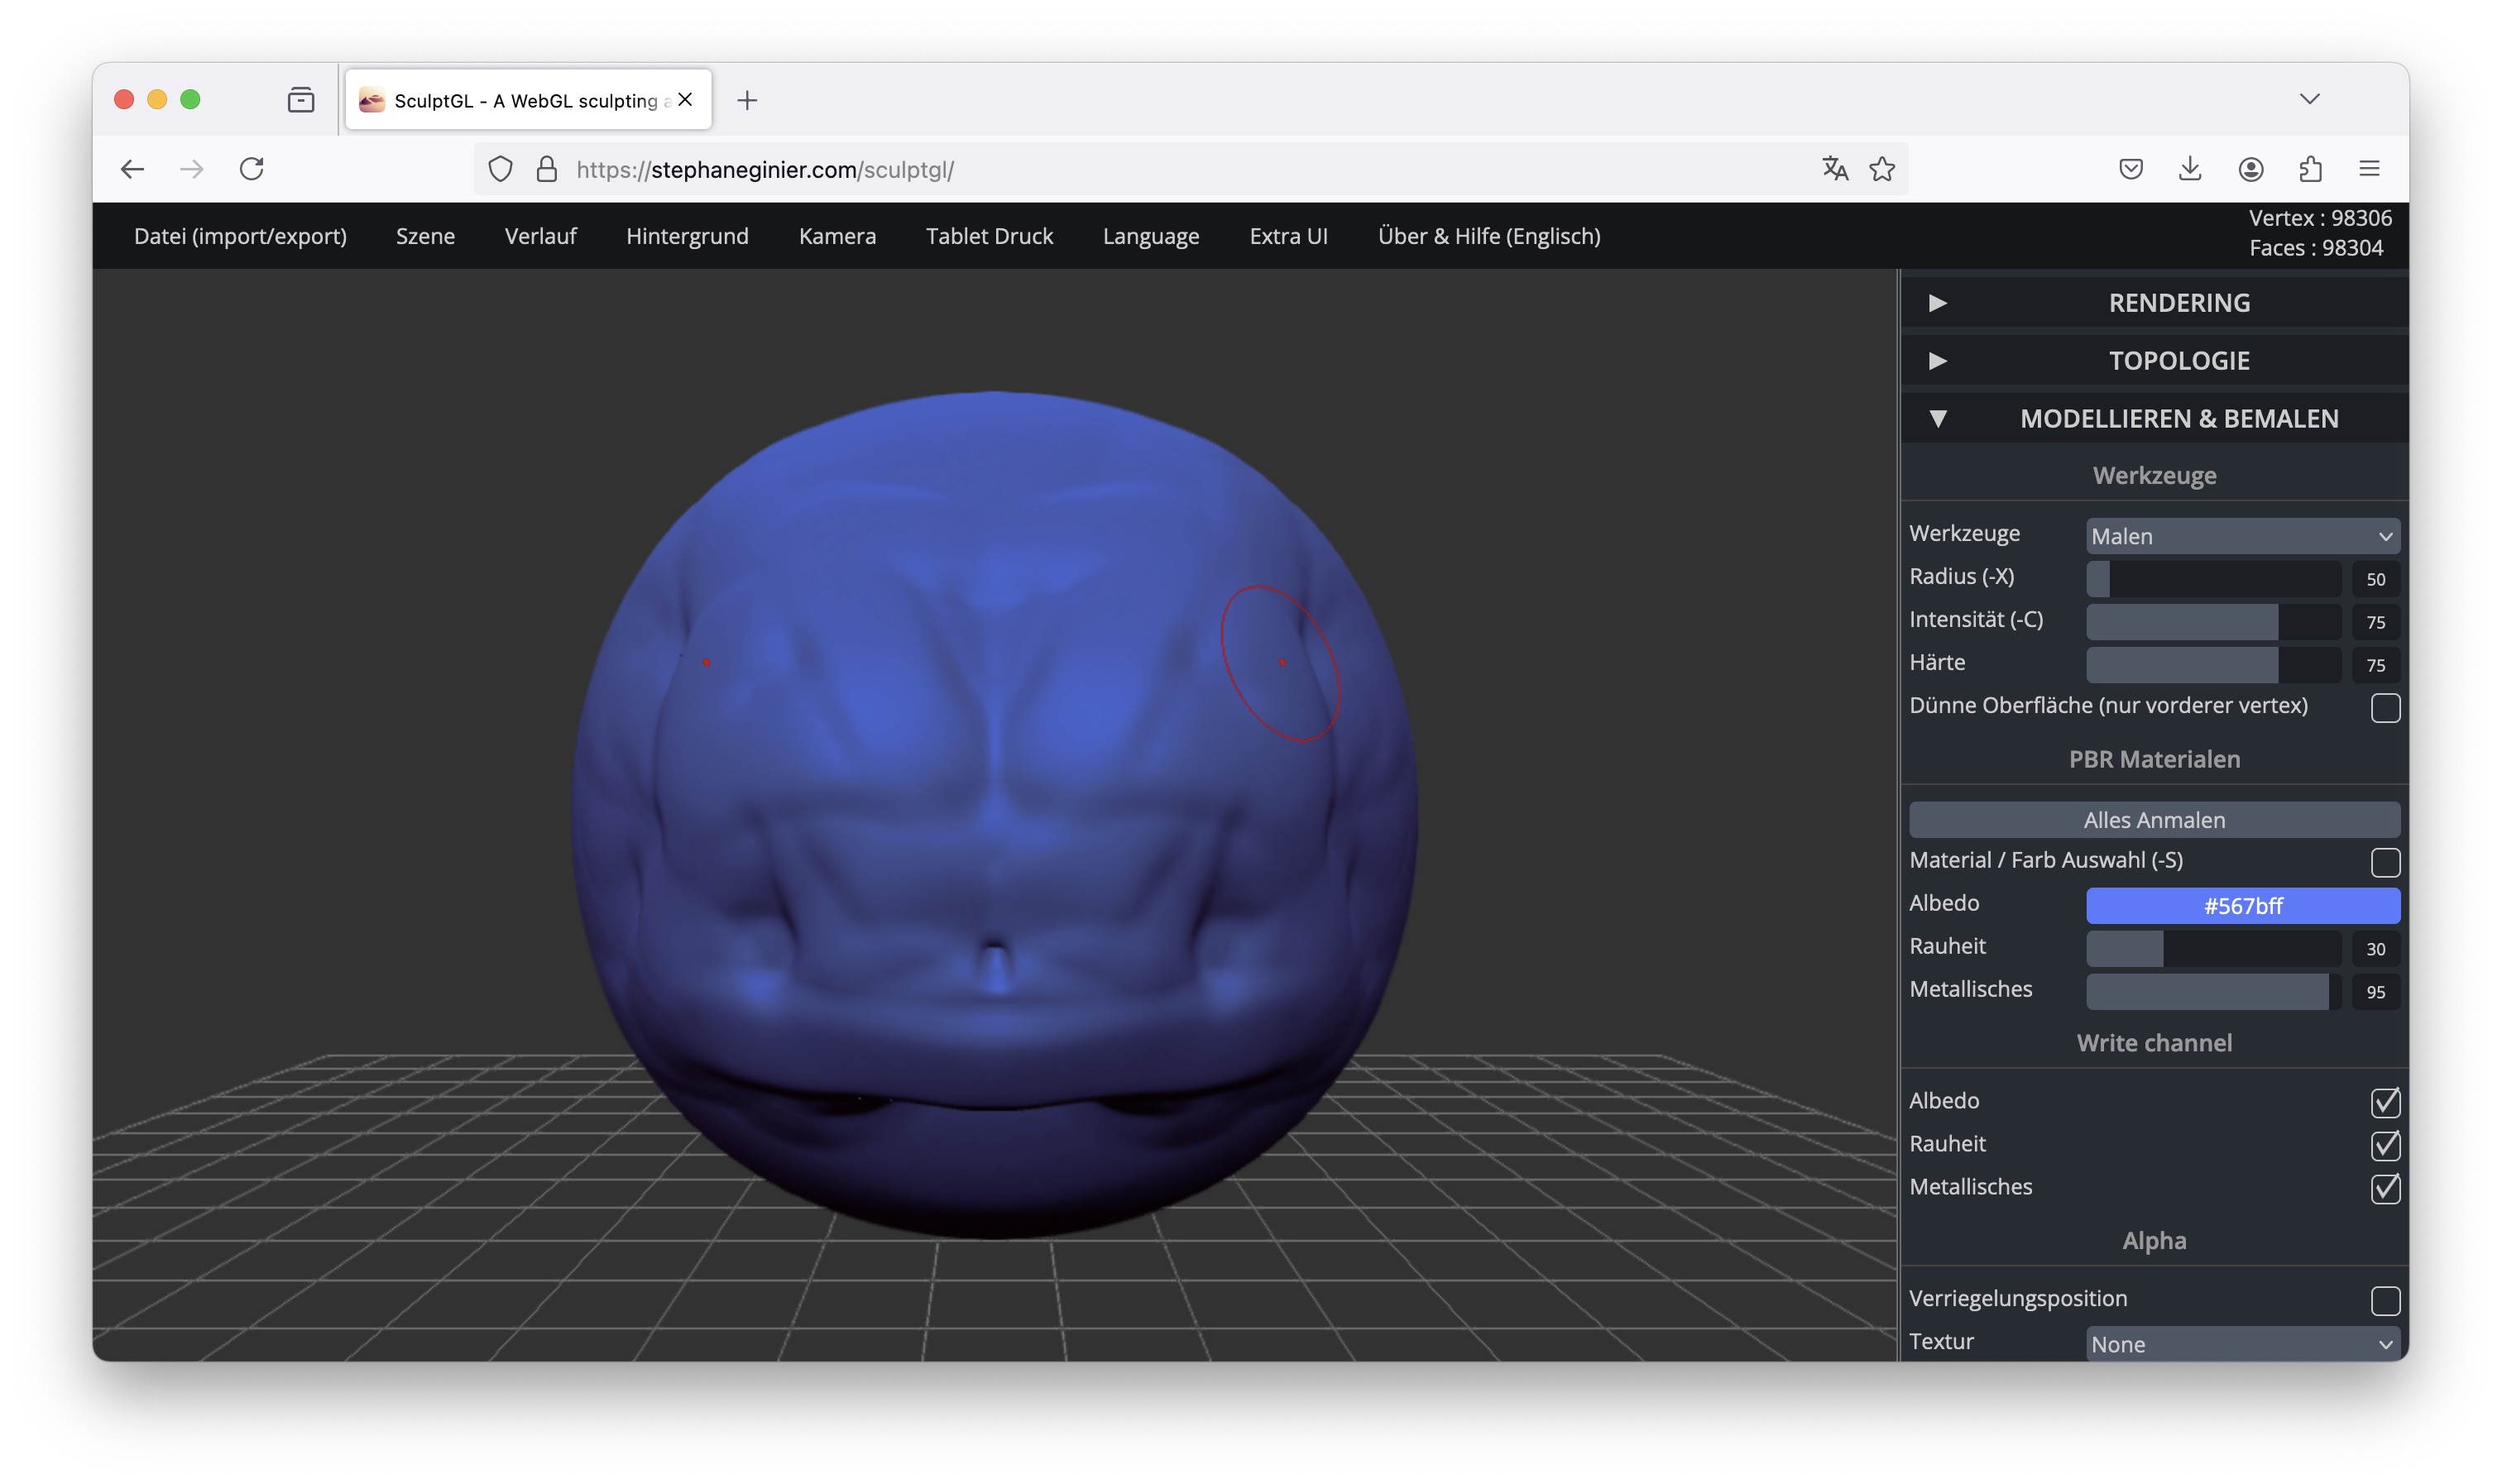 SculptGL - A WebGL sculpting a
https://stephaneginier.com/sculptgl/
Datei (import/export) Szene Verlauf Hintergrund Kamera Tablet Druck Language Extra UI Über & Hilfe (Englisch)
Vertex : 98306
Faces : 98304
RENDERING
TOPOLOGIE
MODELLIEREN & BEMALEN
Werkzeuge
Werkzeuge Malen
Radius (-X) 50
Intensität (-C) 75
Härte 75
Dünne Oberfläche (nur vorderer vertex)
PBR Materialen
Alles Anmalen
Material / Farb Auswahl (-S)
Albedo #567bff
Rauheit 30
Metallisches 95
Write channel
Albedo
Rauheit
Metallisches
Alpha
Verriegelungsposition
Textur None